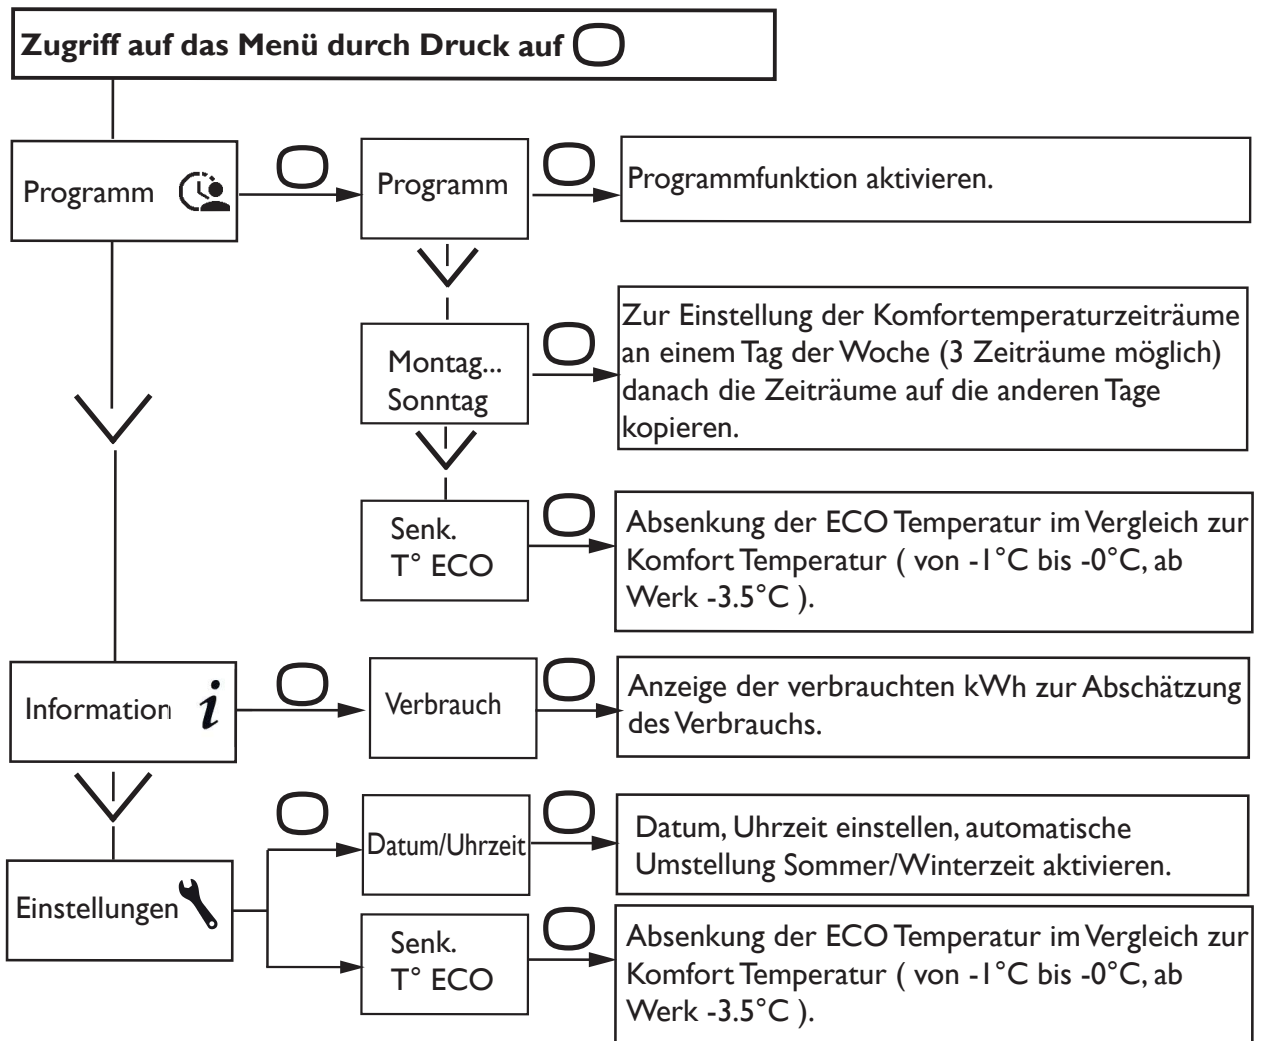 Zugriff auf das Menü durch Druck auf
Programm
Programm
Programmfunktion aktivieren.
Montag...
Sonntag
Zur Einstellung der Komfortemperaturzeiträume
an einem Tag der Woche (3 Zeiträume möglich)
danach die Zeiträume auf die anderen Tage
kopieren.
Senk.
T° ECO
Absenkung der ECO Temperatur im Vergleich zur
Komfort Temperatur ( von -1°C bis -0°C, ab
Werk -3.5°C ).
Information i
Verbrauch
Anzeige der verbrauchten kWh zur Abschätzung
des Verbrauchs.
Einstellungen
Datum/Uhrzeit
Datum, Uhrzeit einstellen, automatische
Umstellung Sommer/Winterzeit aktivieren.
Senk.
T° ECO
Absenkung der ECO Temperatur im Vergleich zur
Komfort Temperatur ( von -1°C bis -0°C, ab
Werk -3.5°C ).